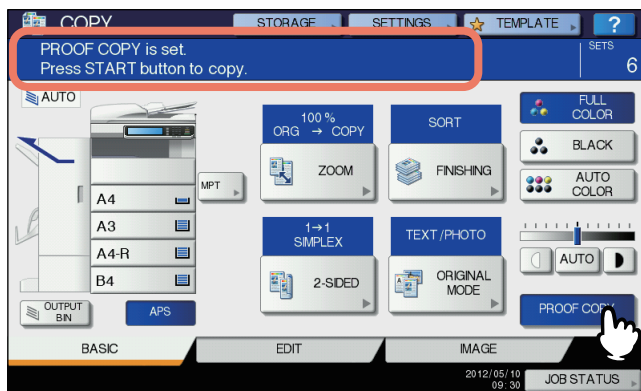 COPY
STORAGE
SETTINGS
TEMPLATE
?
PROOF COPY is set.
Press START button to copy.
SETS
6
AUTO
A4
A3
A4-R
B4
MPT
OUTPUT
BIN
APS
100 %
ORG → COPY
ZOOM
SORT
FINISHING
1→1
SIMPLEX
2-SIDED
TEXT/PHOTO
ORIGINAL
MODE
FULL
COLOR
BLACK
AUTO
COLOR
AUTO
PROOF COPY
BASIC
EDIT
IMAGE
2012/05/10
09:30
JOB STATUS